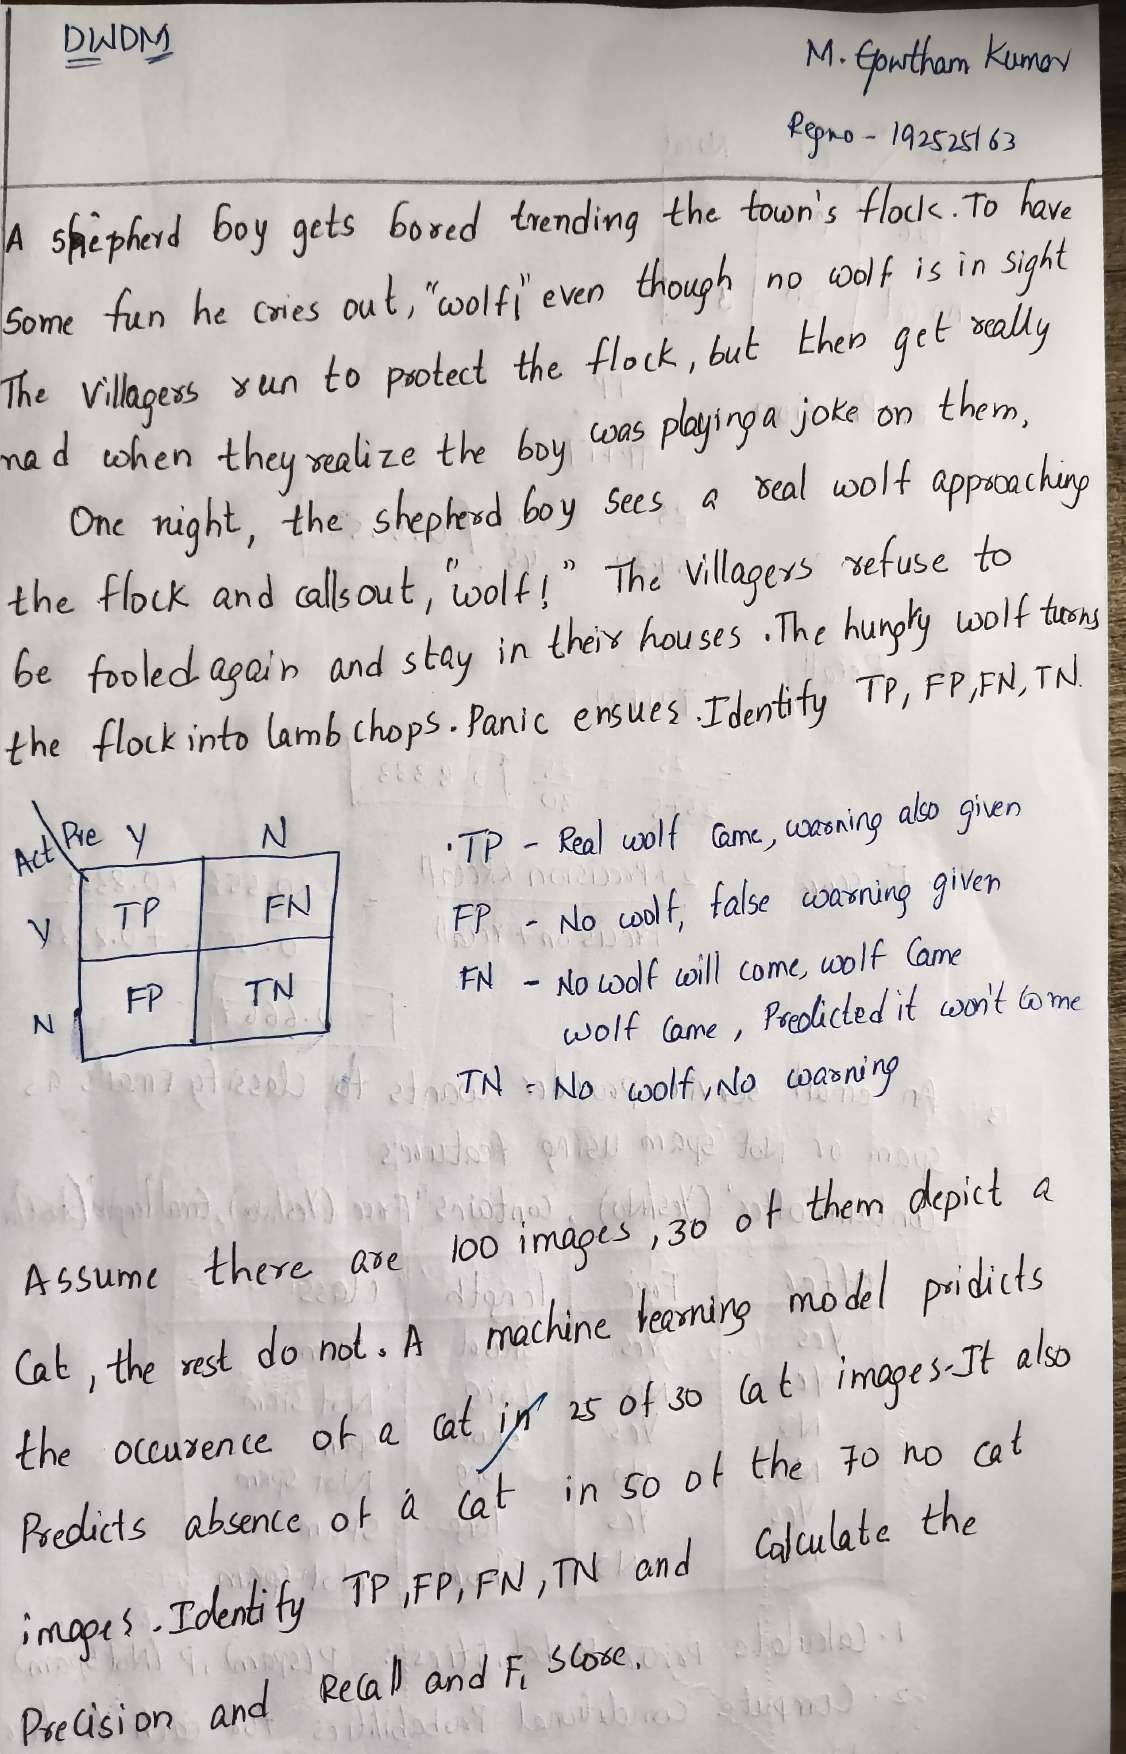 DWDM
M. Gowtham Kumar
Regno - 192525163
A shepherd boy gets bored trending the town's flock. To have
some fun he cries out, "wolf!" even though no wolf is in sight
The Villagers run to protect the flock, but then get really
mad when they realize the boy was playing a joke on them,
One night, the shepherd boy sees a real wolf approaching
the flock and calls out, "wolf!" The Villagers refuse to
be fooled again and stay in their houses. The hungry wolf turns
the flock into lamb chops. Panic ensues. Identify TP, FP, FN, TN.
Act Pre Y N
Y TP FN
N FP TN
· TP - Real wolf came, warning also given
FP - No wolf, false warning given
FN - No wolf will come, wolf came
wolf came, Predicted it won't come
TN - No wolf, No warning
Assume there are 100 images, 30 of them depict a
Cat, the rest do not. A machine learning model pridicts
the occurence of a cat in 25 of 30 cat images. It also
Predicts absence of a cat in 50 of the 70 no cat
images. Identify TP, FP, FN, TN and Calculate the
Precision and Recall and F1 score.